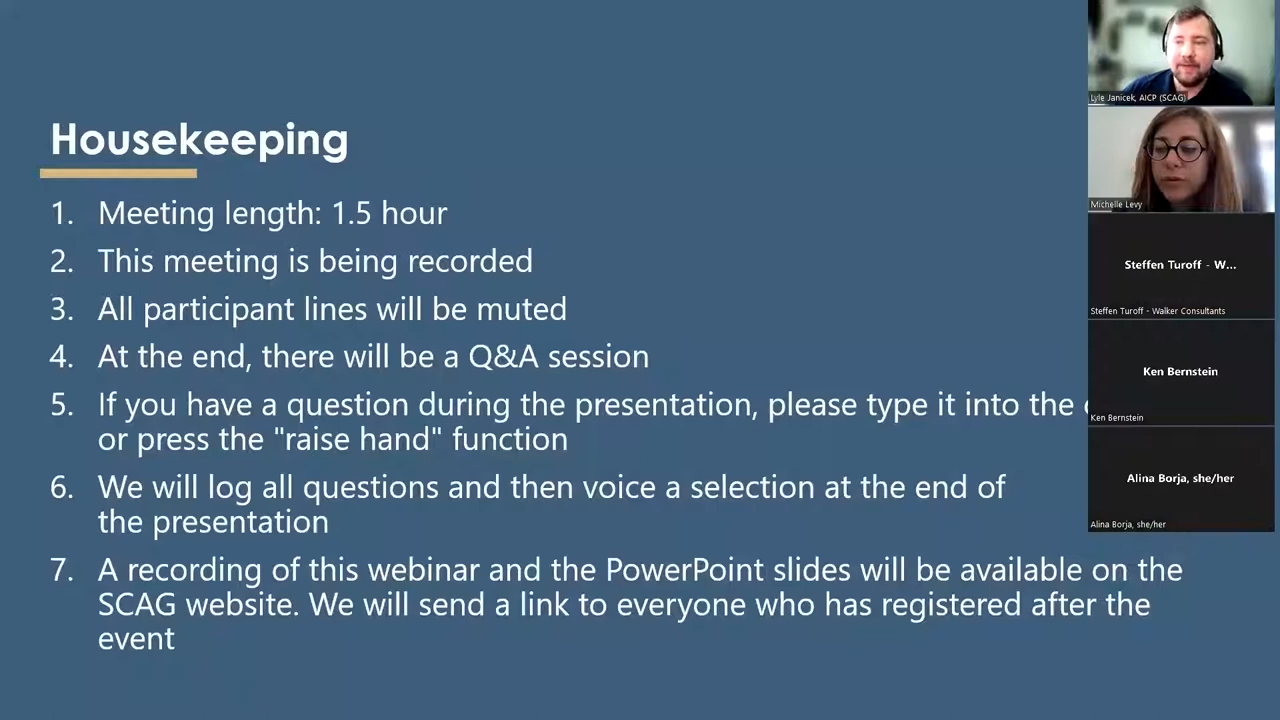 Housekeeping
1. Meeting length: 1.5 hour
2. This meeting is being recorded
3. All participant lines will be muted
4. At the end, there will be a Q&A session
5. If you have a question during the presentation, please type it into the
or press the "raise hand" function
6. We will log all questions and then voice a selection at the end of
the presentation
7. A recording of this webinar and the PowerPoint slides will be available on the
SCAG website. We will send a link to everyone who has registered after the
event
Lyle Janicek, AICP (SCAG)
Michelle Levy
Steffen Turoff - W...
Steffen Turoff - Walker Consultants
Ken Bernstein
Ken Bernstein
Alina Borja, she/her
Alina Borja, she/her